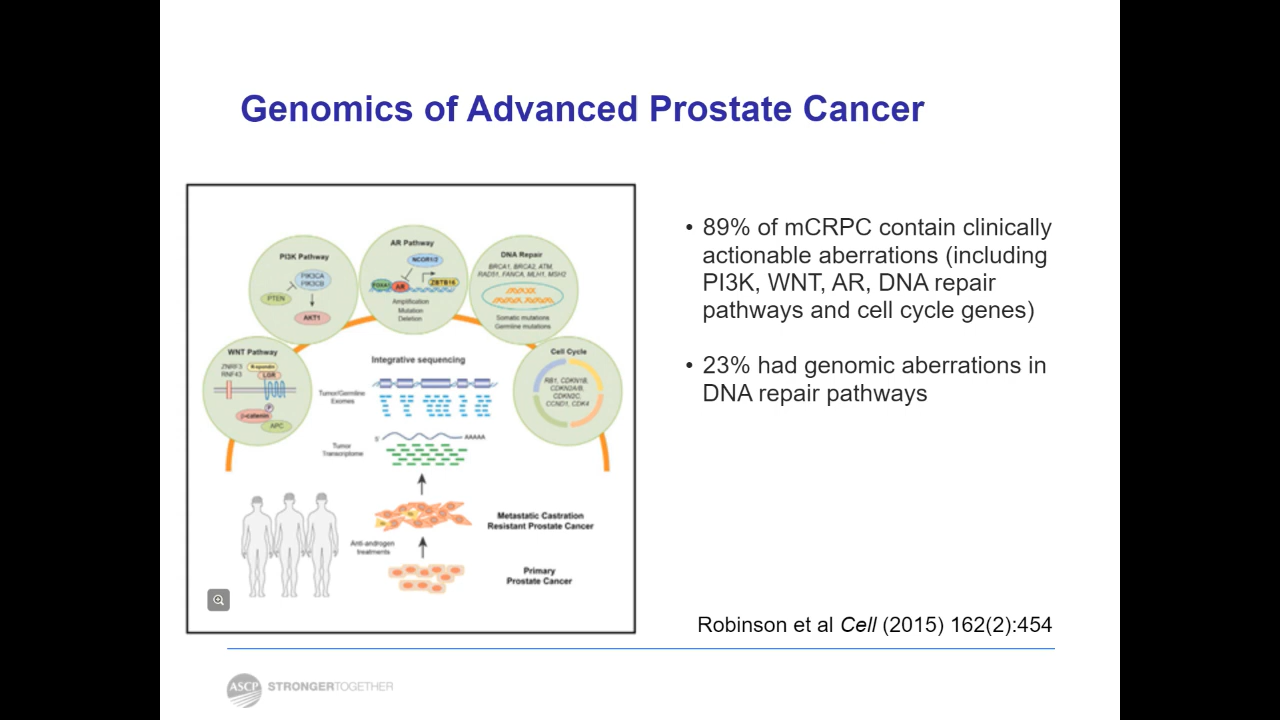 Genomics of Advanced Prostate Cancer
PI3K Pathway
PIK3CA
PIK3CB
PTEN
AKT1
AR Pathway
NCOR1/2
FOXA1
AR
ZBTB16
Amplification
Mutation
Deletion
DNA Repair
BRCA1, BRCA2, ATM,
RAD51, FANCA, MLH1, MSH2
Somatic mutations
Germline mutations
WNT Pathway
ZNRF3
RNF43
R-spondin
LGR
P
β-catenin
APC
Cell Cycle
RB1, CDKN1B,
CDKN2A/B,
CDKN2C,
CCND1, CDK4
Integrative sequencing
Tumor/Germline
Exomes
5'
AAAAA
Tumor
Transcriptome
Metastatic Castration
Resistant Prostate Cancer
Anti-androgen
treatments
Primary
Prostate Cancer
• 89% of mCRPC contain clinically
actionable aberrations (including
PI3K, WNT, AR, DNA repair
pathways and cell cycle genes)
• 23% had genomic aberrations in
DNA repair pathways
Robinson et al Cell (2015) 162(2):454
ASCP STRONGERTOGETHER